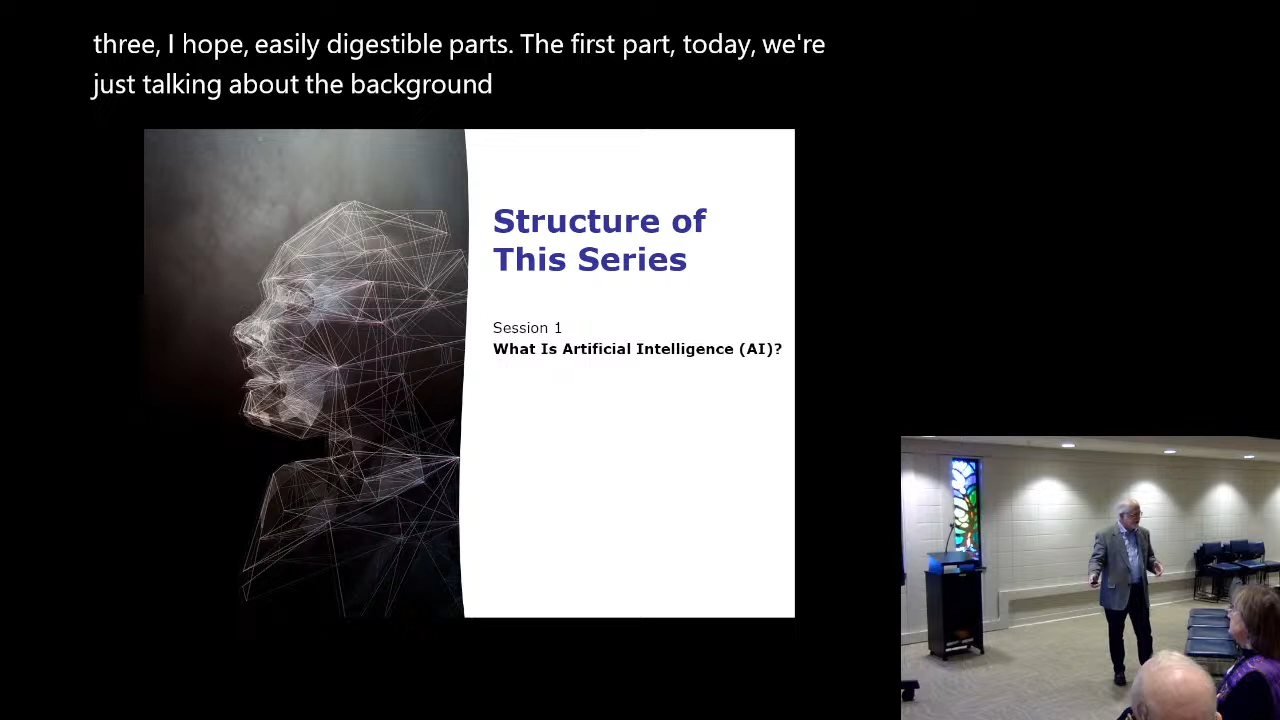 three, I hope, easily digestible parts. The first part, today, we're
just talking about the background
Structure of
This Series
Session 1
What Is Artificial Intelligence (AI)?